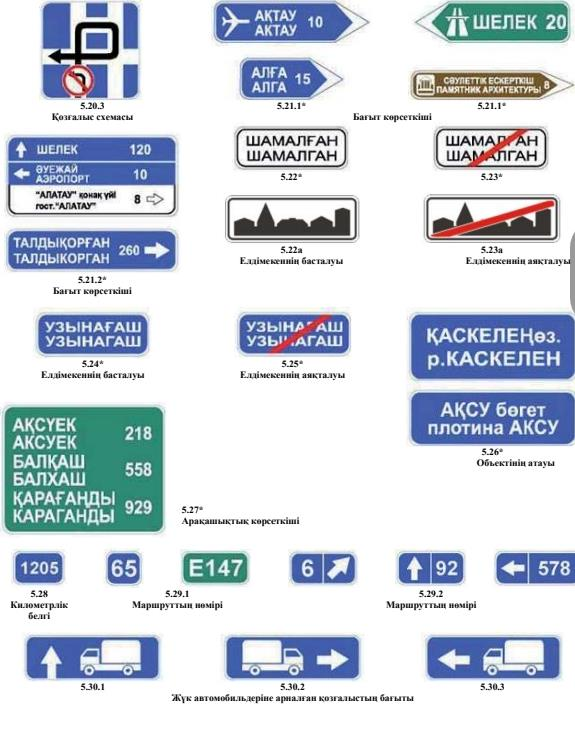 АҚТАУ
АКТАУ 10
ШЕЛЕК 20
АЛҒА
АЛГА 15
СӘУЛЕТТІК ЕСКЕРТКІШ
ПАМЯТНИК АРХИТЕКТУРЫ 8
5.20.3
Қозғалыс схемасы
5.21.1*
5.21.1*
Бағыт көрсеткіші
ШЕЛЕК 120
ӘУЕЖАЙ
АЭРОПОРТ 10
"АЛАТАУ" қонақ үйі
гост."АЛАТАУ" 8
ШАМАЛҒАН
ШАМАЛГАН
5.22*
ШАМАЛҒАН
ШАМАЛГАН
5.23*
ТАЛДЫҚОРҒАН
ТАЛДЫКОРГАН 260
5.21.2*
Бағыт көрсеткіші
5.22а
Елдімекеннің басталуы
5.23а
Елдімекеннің аяқталуы
УЗЫНАҒАШ
УЗЫНАГАШ
5.24*
Елдімекеннің басталуы
УЗЫНАҒАШ
УЗЫНАГАШ
5.25*
Елдімекеннің аяқталуы
ҚАСКЕЛЕҢөз.
р.КАСКЕЛЕН
АҚСУ бөгет
плотина АКСУ
5.26*
Объектінің атауы
АҚСҮЕК
АКСУЕК 218
БАЛҚАШ
БАЛХАШ 558
ҚАРАҒАНДЫ
КАРАГАНДЫ 929
5.27*
Арақашықтық көрсеткіші
1205
65
E147
6
92
578
5.28
Километрлік
белгі
5.29.1
Маршруттың нөмірі
5.29.2
Маршруттың нөмірі
5.30.1
5.30.2
5.30.3
Жүк автомобильдеріне арналған қозғалыстың бағыты